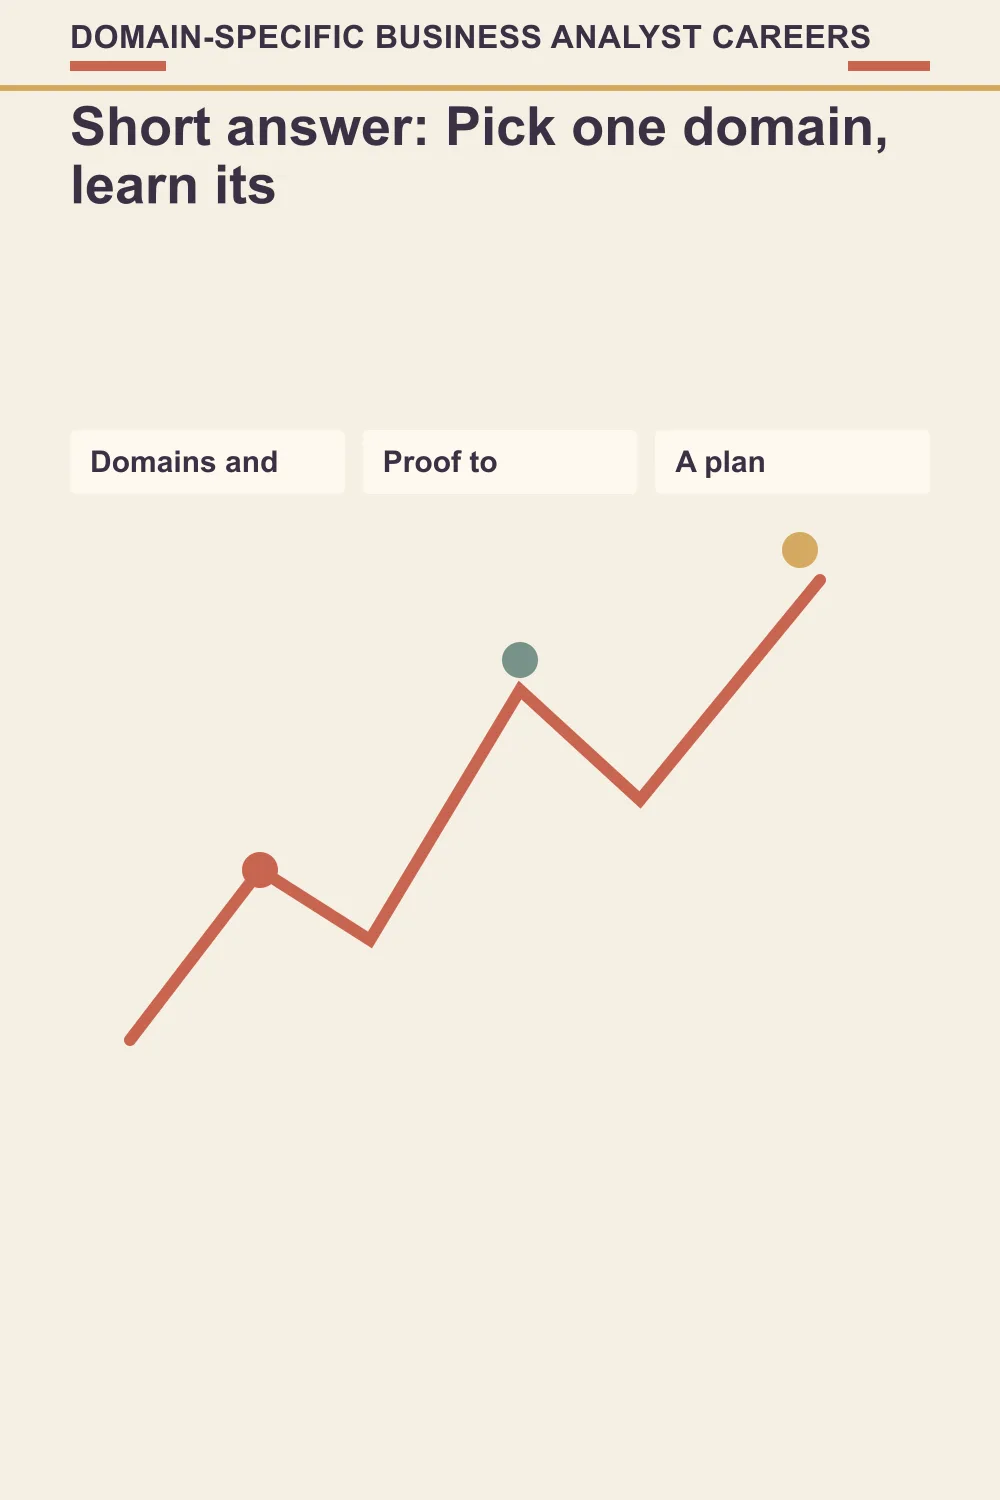 DOMAIN-SPECIFIC BUSINESS ANALYST CAREERS
Short answer: Pick one domain,
learn its
Domains and
Proof to
A plan